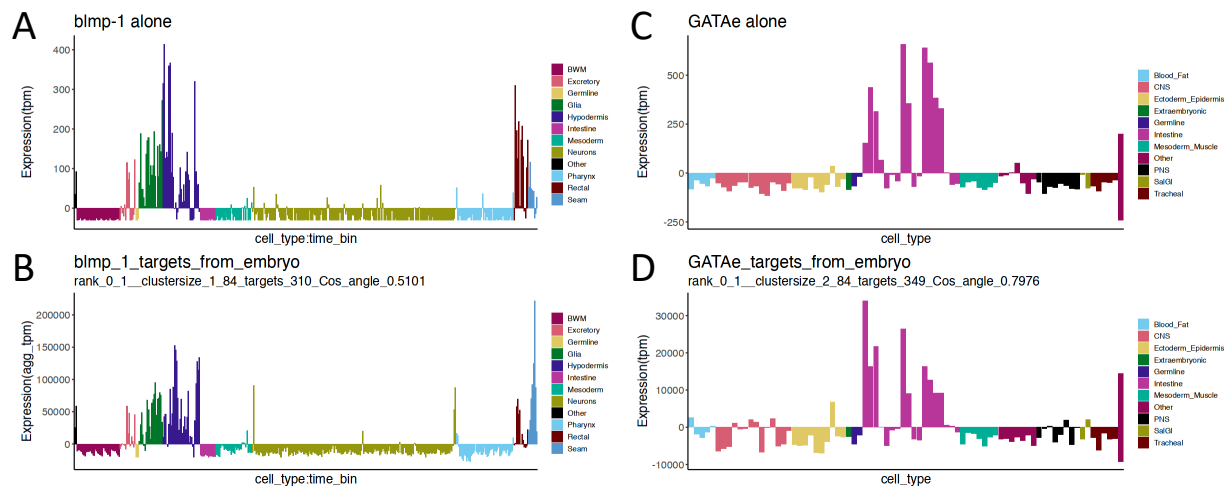 A
blmp-1 alone
Expression(tpm)
400
300
200
100
0
cell_type:time_bin
BWM
Excretory
Germline
Glia
Hypodermis
Intestine
Mesoderm
Neurons
Other
Pharynx
Rectal
Seam
B
blmp_1_targets_from_embryo
rank_0_1__clustersize_1_84_targets_310_Cos_angle_0.5101
Expression(agg_tpm)
200000
150000
100000
50000
0
cell_type:time_bin
BWM
Excretory
Germline
Glia
Hypodermis
Intestine
Mesoderm
Neurons
Other
Pharynx
Rectal
Seam
C
GATAe alone
Expression(tpm)
500
250
0
-250
cell_type
Blood_Fat
CNS
Ectoderm_Epidermis
Extraembryonic
Germline
Intestine
Mesoderm_Muscle
Other
PNS
SalGl
Tracheal
D
GATAe_targets_from_embryo
rank_0_1__clustersize_2_84_targets_349_Cos_angle_0.7976
Expression(tpm)
30000
20000
10000
0
-10000
cell_type
Blood_Fat
CNS
Ectoderm_Epidermis
Extraembryonic
Germline
Intestine
Mesoderm_Muscle
Other
PNS
SalGl
Tracheal